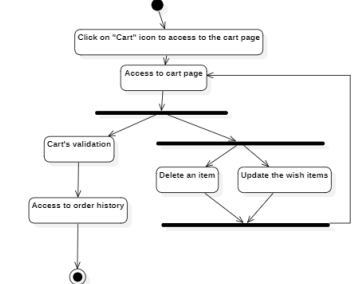 Click on "Cart" icon to access to the cart page
Access to cart page
Cart's validation
Delete an item
Update the wish items
Access to order history